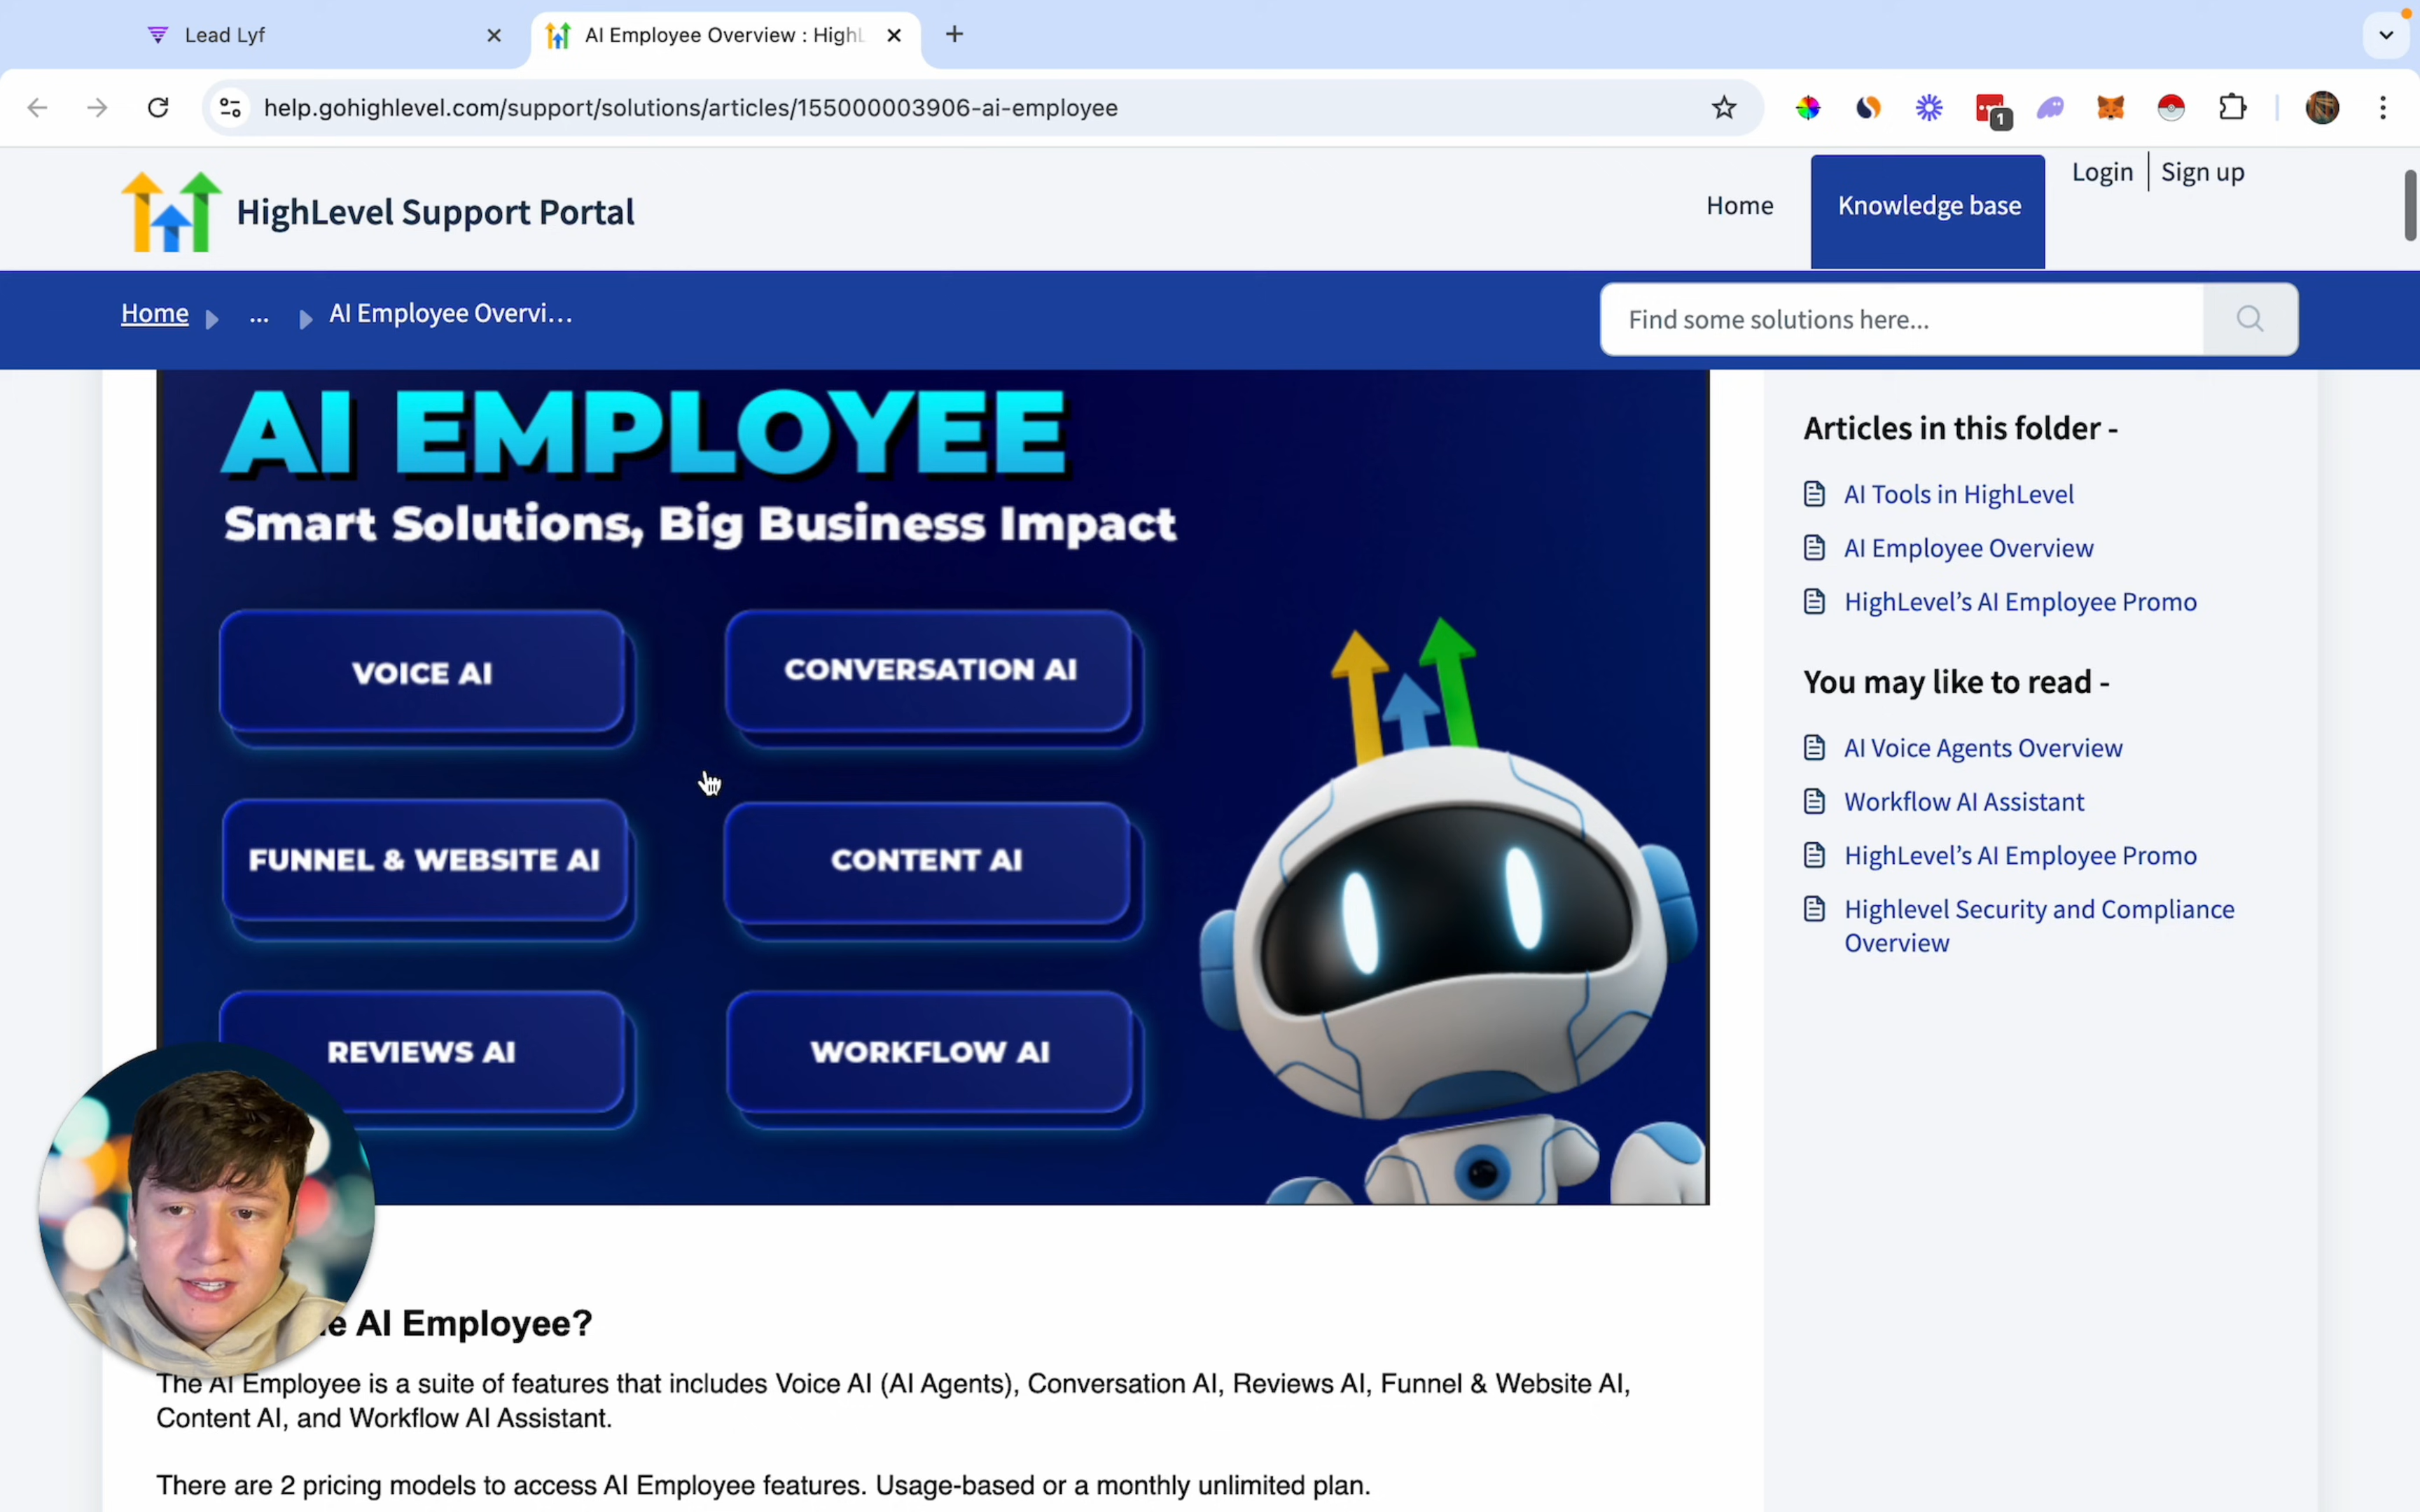 Lead Lyf
AI Employee Overview : HighL
help.gohighlevel.com/support/solutions/articles/155000003906-ai-employee
1
HighLevel Support Portal
Home
Knowledge base
Login
Sign up
Home
...
AI Employee Overvi...
Find some solutions here...
AI EMPLOYEE
Smart Solutions, Big Business Impact
VOICE AI
CONVERSATION AI
FUNNEL & WEBSITE AI
CONTENT AI
REVIEWS AI
WORKFLOW AI
Articles in this folder -
AI Tools in HighLevel
AI Employee Overview
HighLevel's AI Employee Promo
You may like to read -
AI Voice Agents Overview
Workflow AI Assistant
HighLevel's AI Employee Promo
Highlevel Security and Compliance
Overview
AI Employee?
The AI Employee is a suite of features that includes Voice AI (AI Agents), Conversation AI, Reviews AI, Funnel & Website AI,
Content AI, and Workflow AI Assistant.
There are 2 pricing models to access AI Employee features. Usage-based or a monthly unlimited plan.